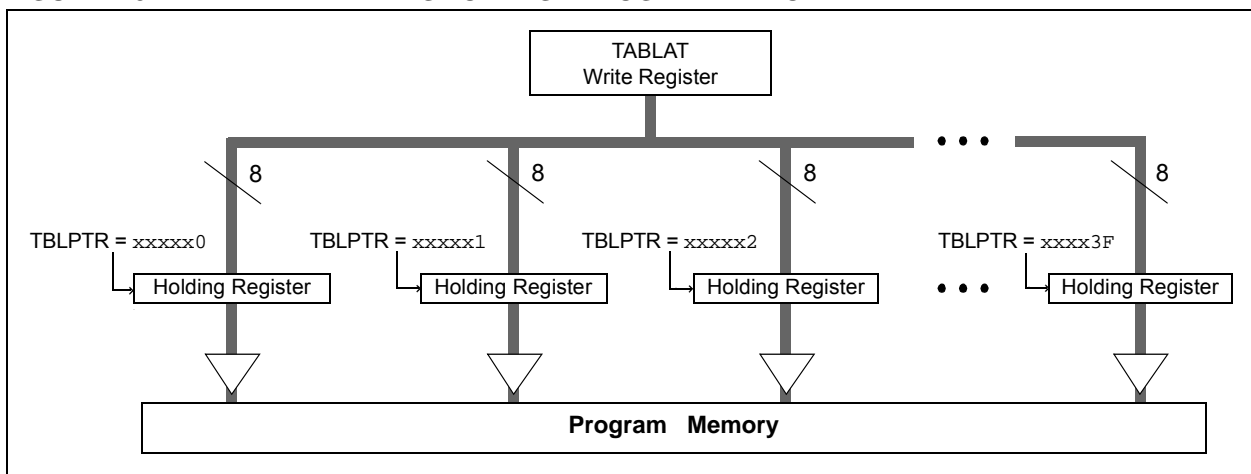 TABLAT
Write Register
8 8 8 8
TBLPTR = xxxxx0 TBLPTR = xxxxx1 TBLPTR = xxxxx2 TBLPTR = xxxx3F
Holding Register Holding Register Holding Register Holding Register
Program Memory